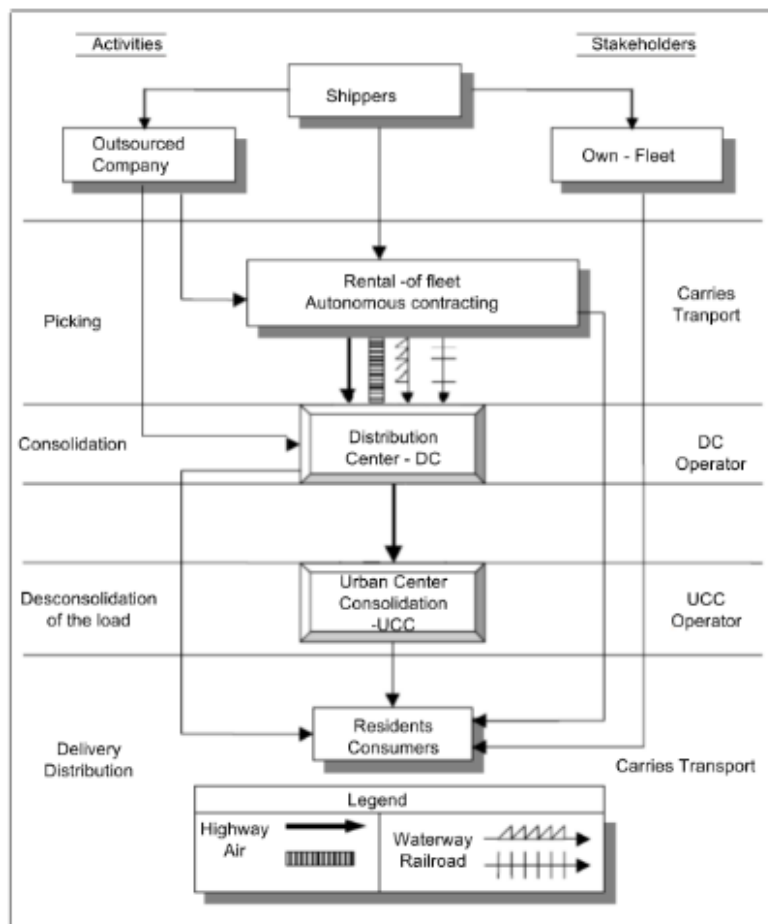 Activities
Stakeholders
Shippers
Outsourced
Company
Own - Fleet
Rental -of fleet
Autonomous contracting
Picking
Carries
Tranport
Consolidation
Distribution
Center - DC
DC
Operator
Desconsolidation
of the load
Urban Center
Consolidation
-UCC
UCC
Operator
Residents
Consumers
Delivery
Distribution
Carries Transport
Legend
Highway
Air
Waterway
Railroad